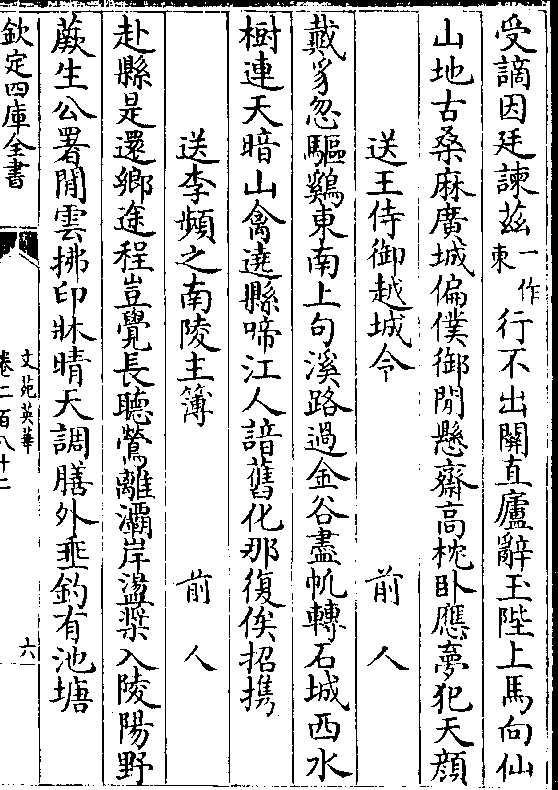 受謫因廷諫茲一作東行不出關直廬辭玉陛上馬向仙
山地古桑麻廣城偏僕御閒懸齋高枕卧應夢犯天顔
送王侍御越城令 前人
戴豸忽驅鷄東南上句溪路過金谷盡帆轉石城西水
樹連天暗山禽遶縣啼江人諳舊化那復俟招攜
送李頻之南陵主簿 前人
赴縣是還鄉途程豈覺長聽鶯離灞岸盪槳入陵陽野
蕨生公署閒雲拂印牀晴天調膳外垂釣有池塘
欽定四庫全書
文苑英華
卷二百八十二
六